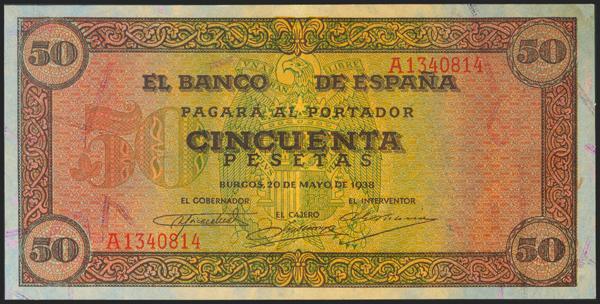 50 50
A1340814
EL BANCO DE ESPAÑA
PAGARÁ AL PORTADOR
50
CINCUENTA
PESETAS
BURGOS, 20 DE MAYO DE 1938
EL GOBERNADOR EL CAJERO EL INTERVENTOR
A1340814
50 50